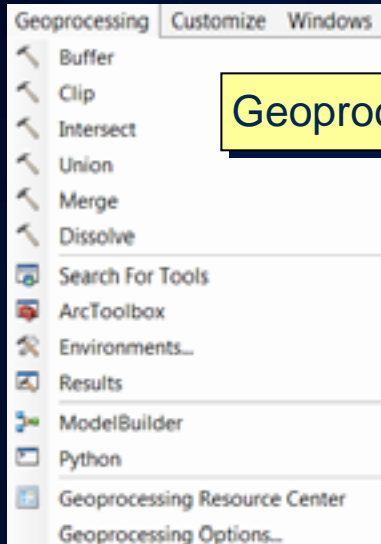 Geoprocessing Customize Windows
Buffer
Clip
Geoproc
Intersect
Union
Merge
Dissolve
Search For Tools
ArcToolbox
Environments...
Results
ModelBuilder
Python
Geoprocessing Resource Center
Geoprocessing Options...